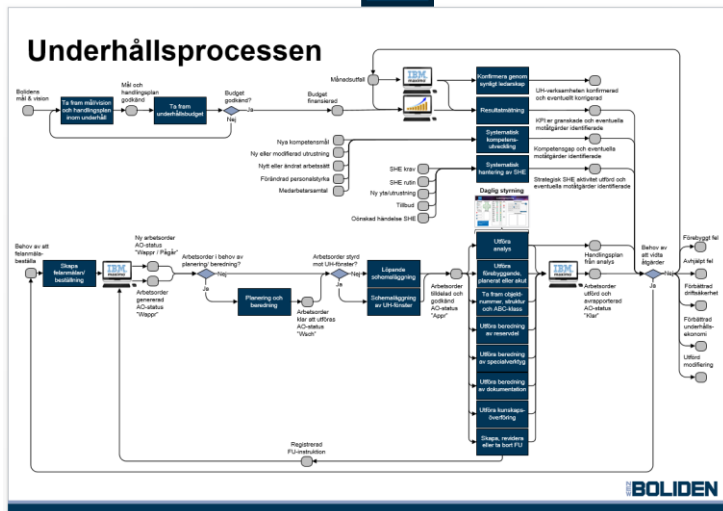 Underhållsprocessen
Bolidens
mål & vision
Ta fram mål/vision
och handlingsplan
inom underhåll
Mål och
handlingsplan
godkänd
Ta fram
underhållsbudget
Budget
godkänd?
Ja
Nej
Budget
finansierad
Månadsutfall
IBM
maximo
Konfirmera genom
synligt ledarskap
UH-verksamheten konfirmerad
och eventuellt korrigerad
Resultatmätning
KPI er granskade och eventuella
motåtgärder identifierade
Nya kompetensmål
Ny eller modifierad utrustning
Nytt eller ändrat arbetssätt
Förändrad personalstyrka
Medarbetarsamtal
Systematisk
kompetens-
utveckling
Kompetensgap och eventuella
motåtgärder identifierade
SHE krav
SHE rutin
Ny yta/utrustning
Tillbud
Oönskad händelse SHE
Systematisk
hantering av SHE
Strategisk SHE aktivitet utförd och
eventuella motåtgärder identifierade
Daglig styrning
Behov av att
felanmäla-
beställa
Skapa
felanmälan/
beställning
IBM
maximo
Ny arbetsorder
AO-status
"Wappr / Pågår"
Arbetsorder
genererad
AO-status
"Wappr"
Arbetsorder i behov av
planering/ beredning?
Nej
Ja
Planering och
beredning
Arbetsorder
klar att utföras
AO-status
"Wsch"
Arbetsorder styrd
mot UH-fönster?
Nej
Ja
Löpande
schemaläggning
Schemaläggning
av UH-fönster
Arbetsorder
tilldelad och
godkänd
AO-status
"Appr"
Utföra
analys
Utföra
förebyggande,
planerat eller akut
Ta fram objekt-
nummer, struktur
och ABC-klass
Utföra beredning
av reservdel
Utföra beredning
av specialverktyg
Utföra beredning
av dokumentation
Utföra kunskaps-
överföring
Skapa, revidera
eller ta bort FU
IBM
maximo
Handlingsplan
från analys
Arbetsorder
utförd och
avrapporterad
AO-status
"Klar"
Behov av
att vidta
åtgärder
Nej
Ja
Förebyggt fel
Avhjälpt fel
Förbättrad
driftsäkerhet
Förbättrad
underhålls-
ekonomi
Utförd
modifiering
Registrerad
FU-instruktion
BOLIDEN